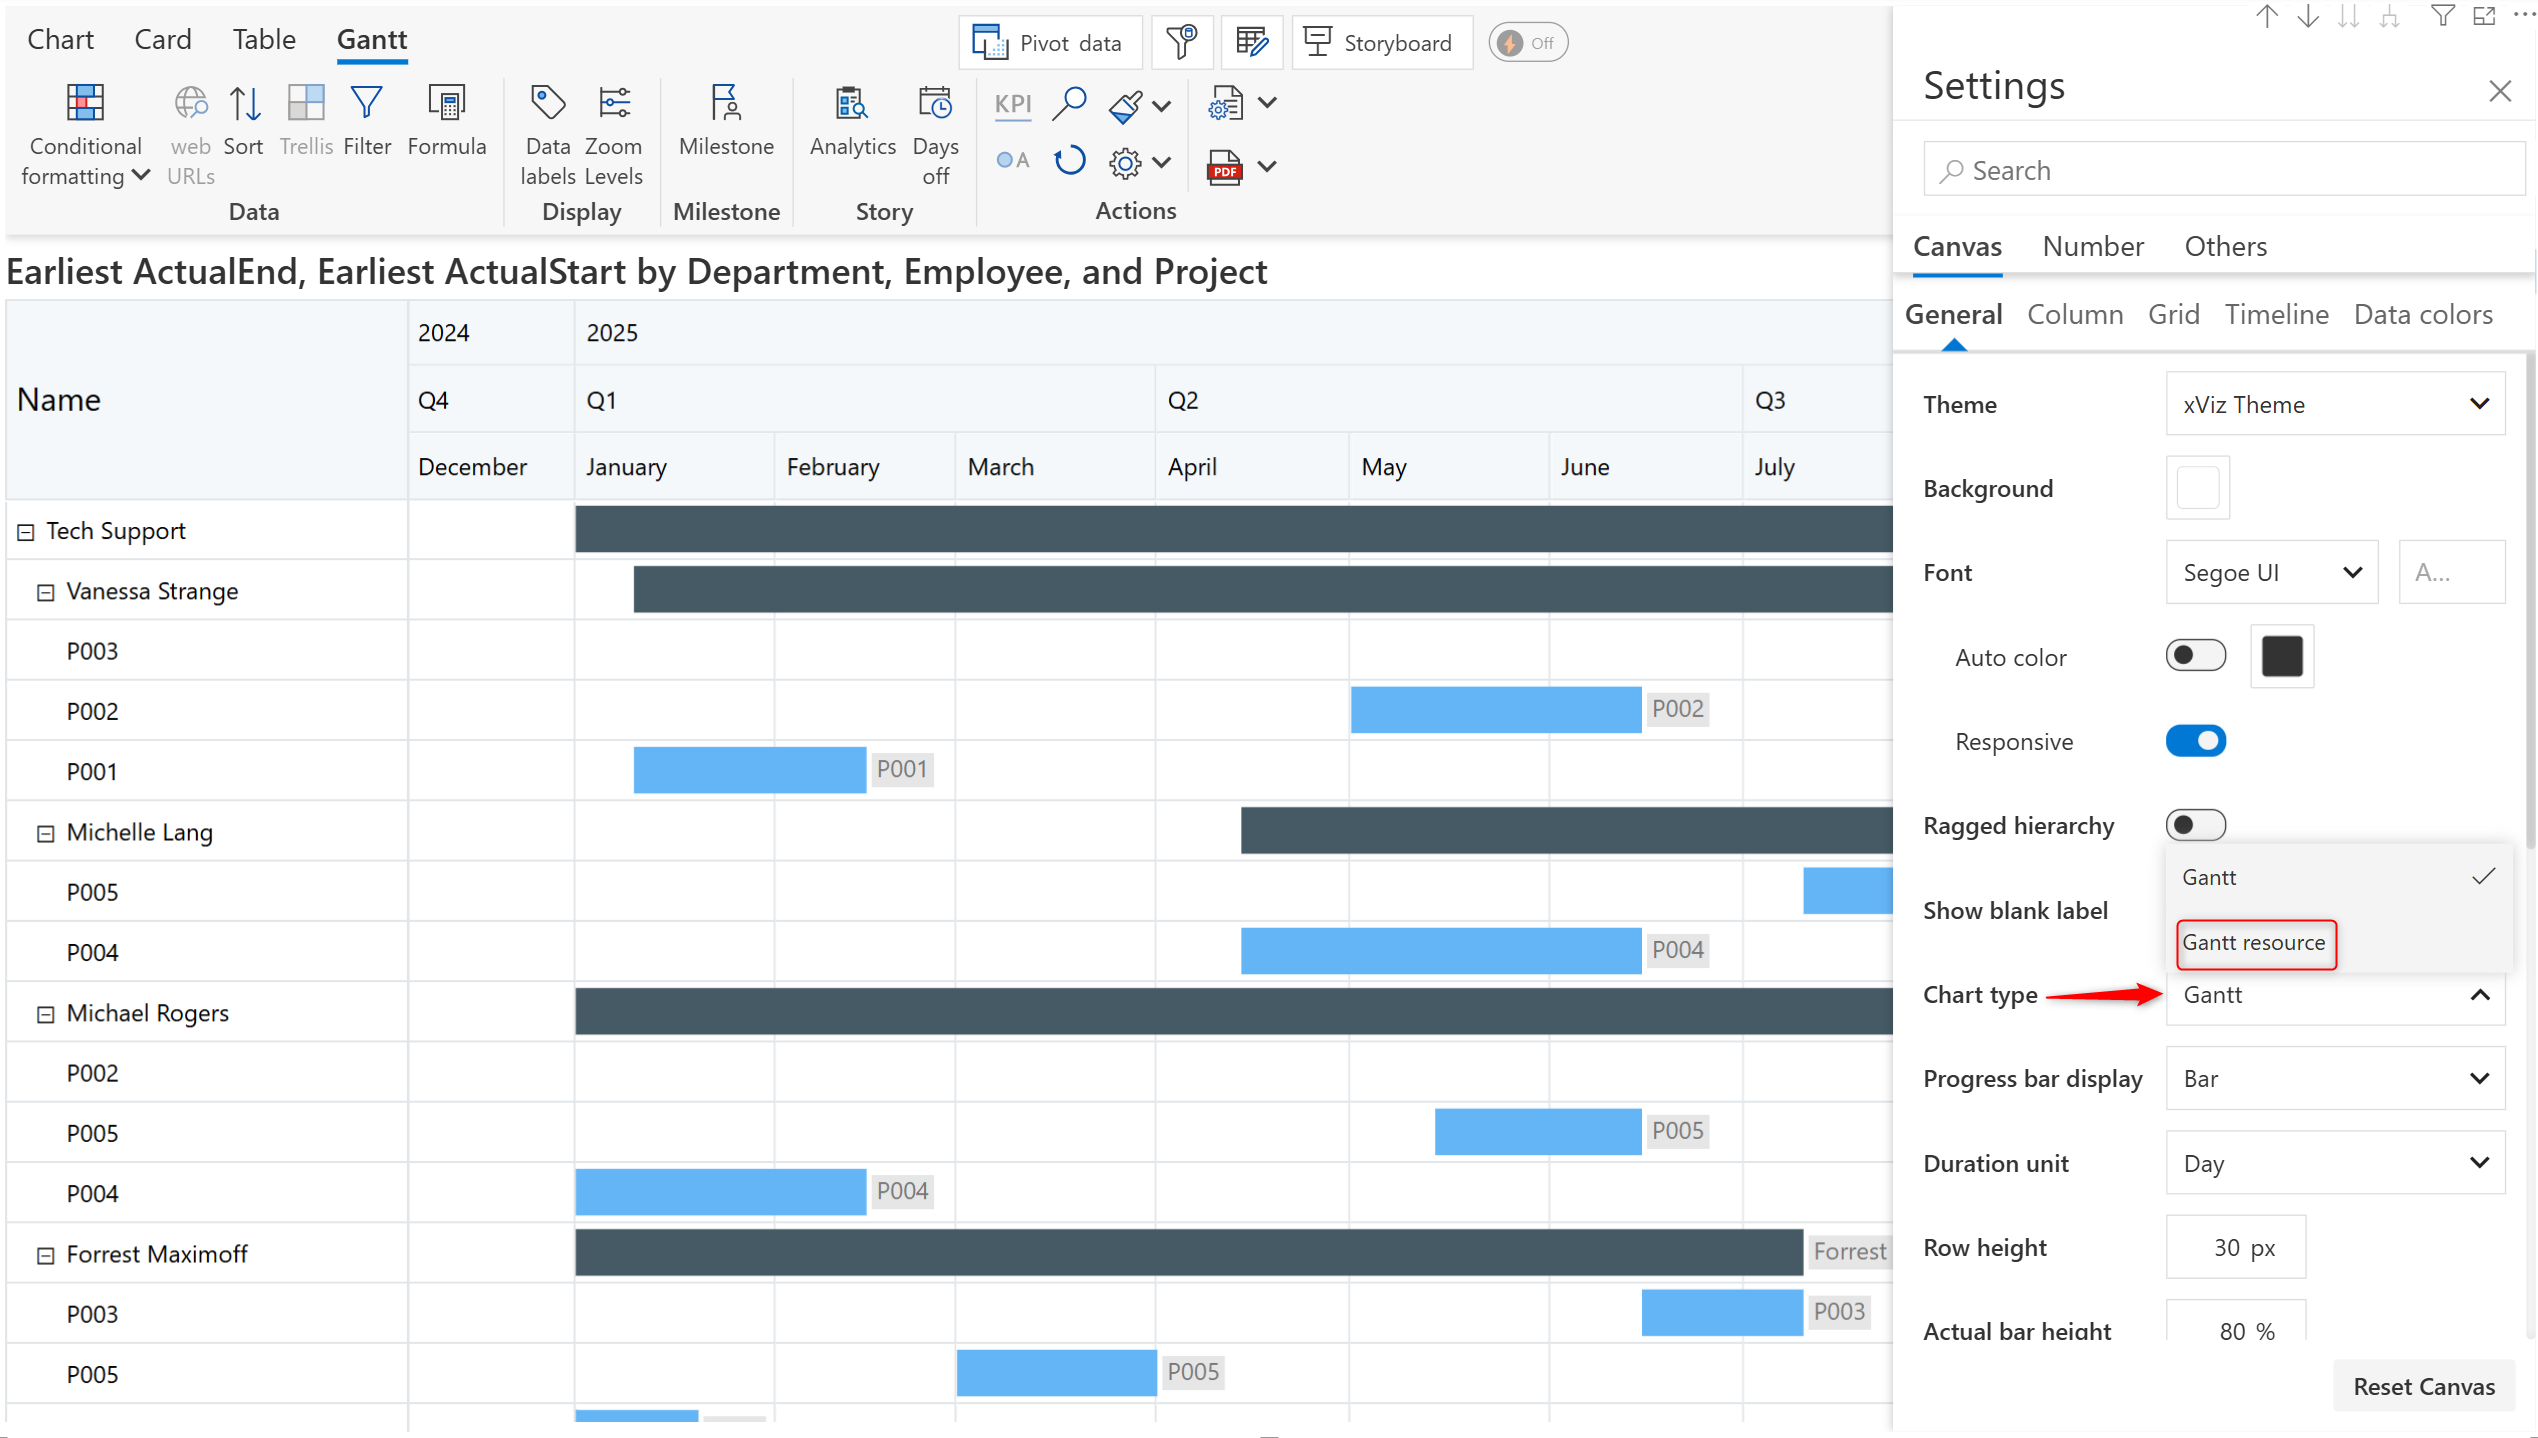 Chart Card Table Gantt
Pivot data
Storyboard
Off
Conditional formatting
web URLs
Sort
Trellis
Filter
Formula
Data
Data labels
Zoom Levels
Display
Milestone
Milestone
Analytics
Days off
Story
KPI
A
PDF
Actions
Earliest ActualEnd, Earliest ActualStart by Department, Employee, and Project
Name
2024 2025
Q4 Q1 Q2 Q3
December January February March April May June July
Tech Support
Vanessa Strange
P003
P002 P002
P001 P001
Michelle Lang
P005
P004 P004
Michael Rogers
P002
P005 P005
P004 P004
Forrest Maximoff Forrest
P003 P003
P005 P005
Settings
Search
Canvas Number Others
General Column Grid Timeline Data colors
Theme xViz Theme
Background
Font Segoe UI A...
Auto color
Responsive
Ragged hierarchy
Gantt
Show blank label
Gantt resource
Chart type Gantt
Progress bar display Bar
Duration unit Day
Row height 30 px
Actual bar height 80 %
Reset Canvas